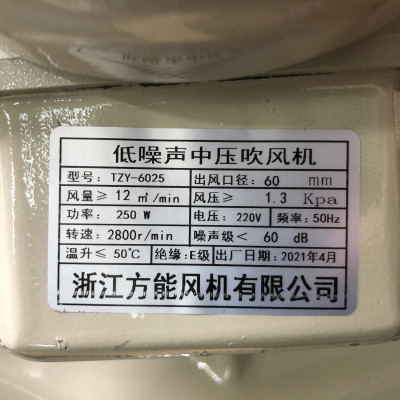 低噪声中压吹风机
型号: TZY-6025 出风口径: 60 mm
风量≥ 12 m³/min 风压≥ 1.3 Kpa
功率: 250 W 电压: 220V 频率: 50Hz
转速: 2800r/min 噪声级< 60 dB
温升≤ 50℃ 绝缘:E级 出厂日期: 2021年4月
浙江方能风机有限公司